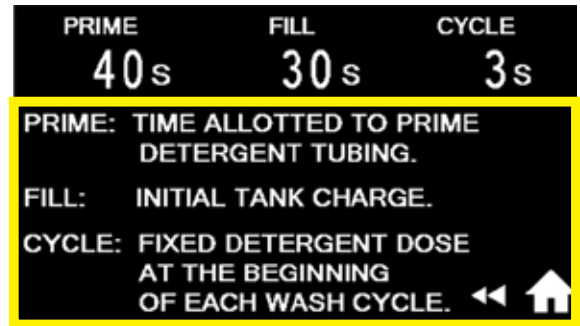 PRIME FILL CYCLE
40s 30s 3s
PRIME: TIME ALLOTTED TO PRIME
DETERGENT TUBING.
FILL: INITIAL TANK CHARGE.
CYCLE: FIXED DETERGENT DOSE
AT THE BEGINNING
OF EACH WASH CYCLE.